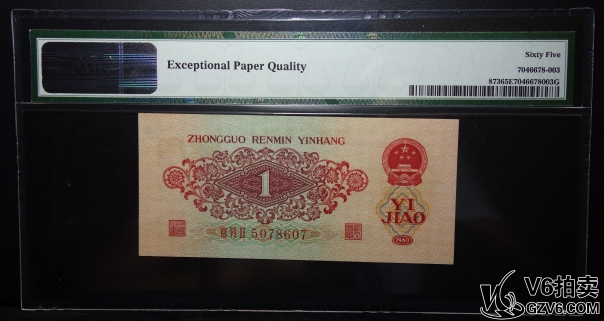 Exceptional Paper Quality
Sixty Five
7046678-003
87365E7046678003G
ZHONGGUO RENMIN YINHANG
1
YI
JIAO
5078607
1960
V6拍卖
GZV6.COM